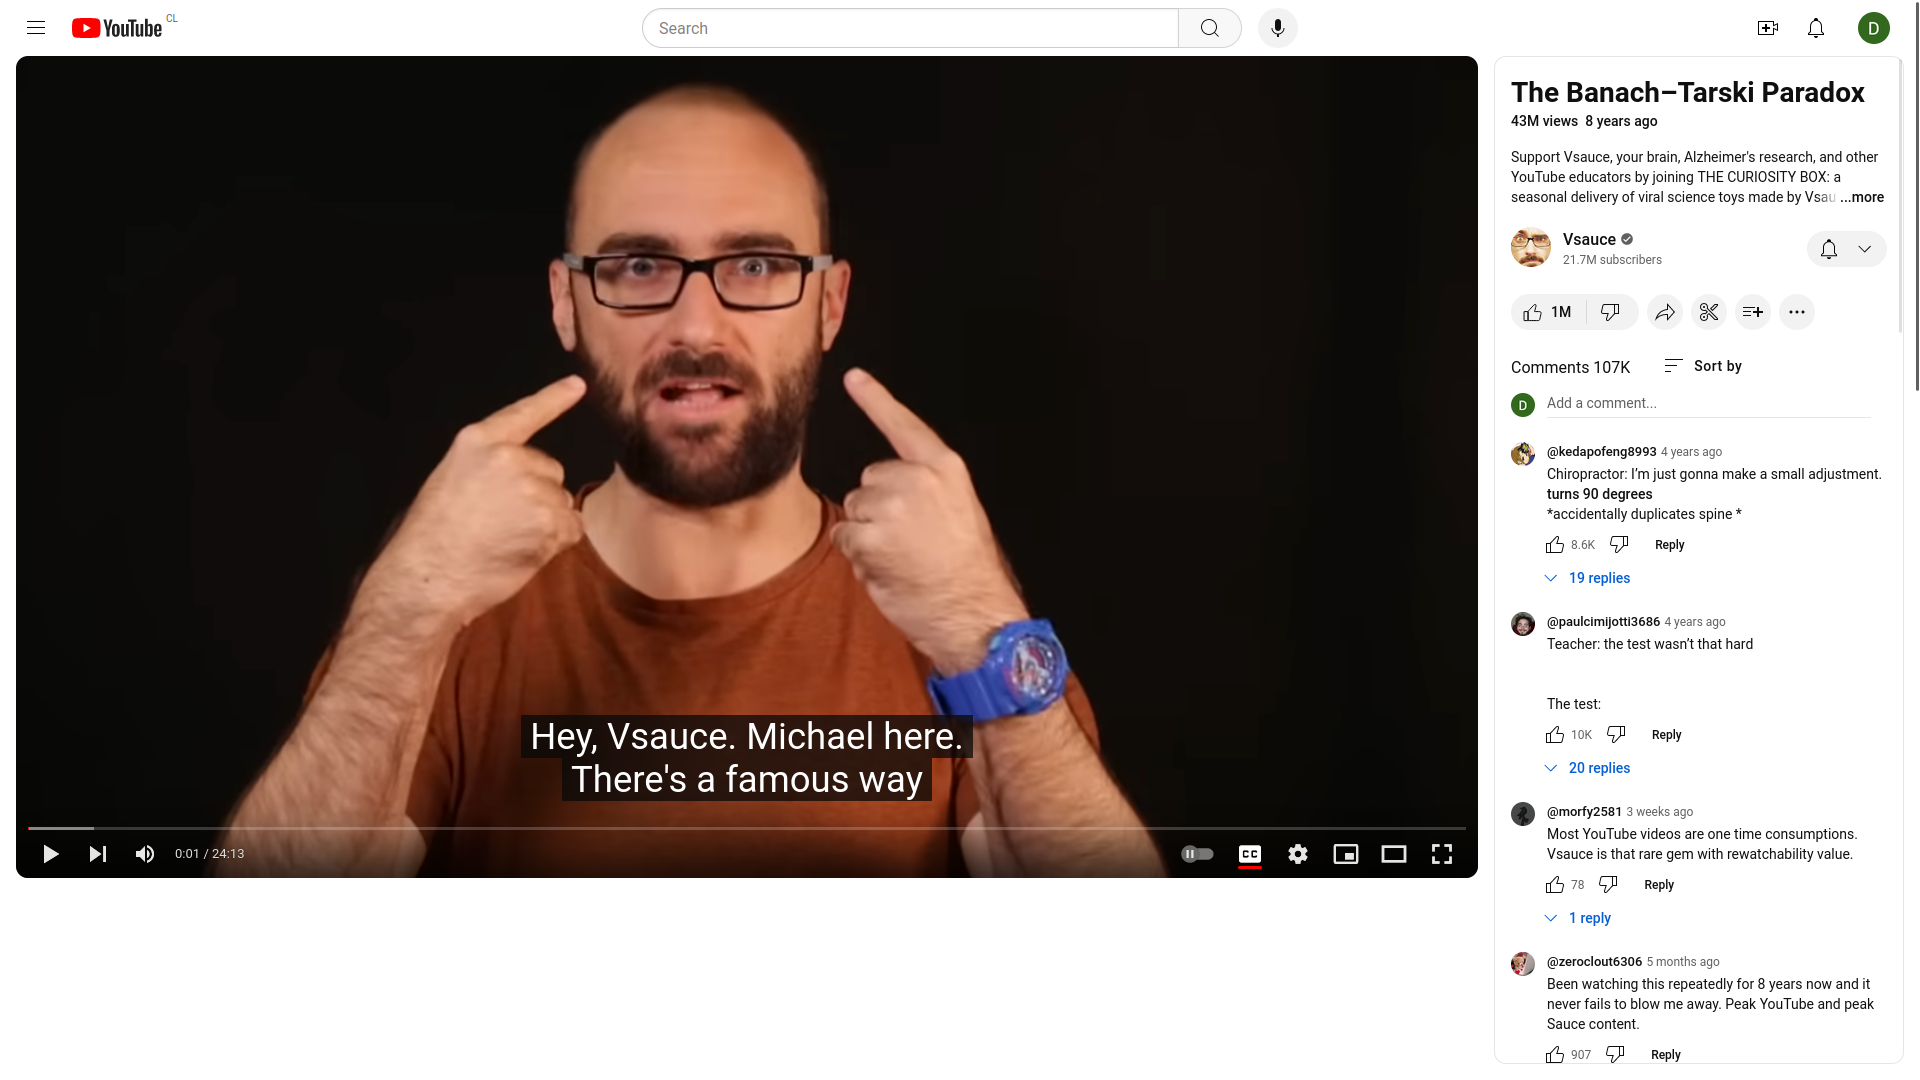 YouTube CL
Search
D
The Banach–Tarski Paradox
43M views 8 years ago
Support Vsauce, your brain, Alzheimer's research, and other
YouTube educators by joining THE CURIOSITY BOX: a
seasonal delivery of viral science toys made by Vsau ...more
Vsauce
21.7M subscribers
1M
Comments 107K
Sort by
D
Add a comment...
@kedapofeng8993 4 years ago
Chiropractor: I’m just gonna make a small adjustment.
turns 90 degrees
*accidentally duplicates spine *
8.6K Reply
19 replies
@paulcimijotti3686 4 years ago
Teacher: the test wasn’t that hard
The test:
10K Reply
20 replies
@morfy2581 3 weeks ago
Most YouTube videos are one time consumptions.
Vsauce is that rare gem with rewatchability value.
78 Reply
1 reply
@zeroclout6306 5 months ago
Been watching this repeatedly for 8 years now and it
never fails to blow me away. Peak YouTube and peak
Sauce content.
907 Reply
Hey, Vsauce. Michael here.
There's a famous way
0:01 / 24:13
CC